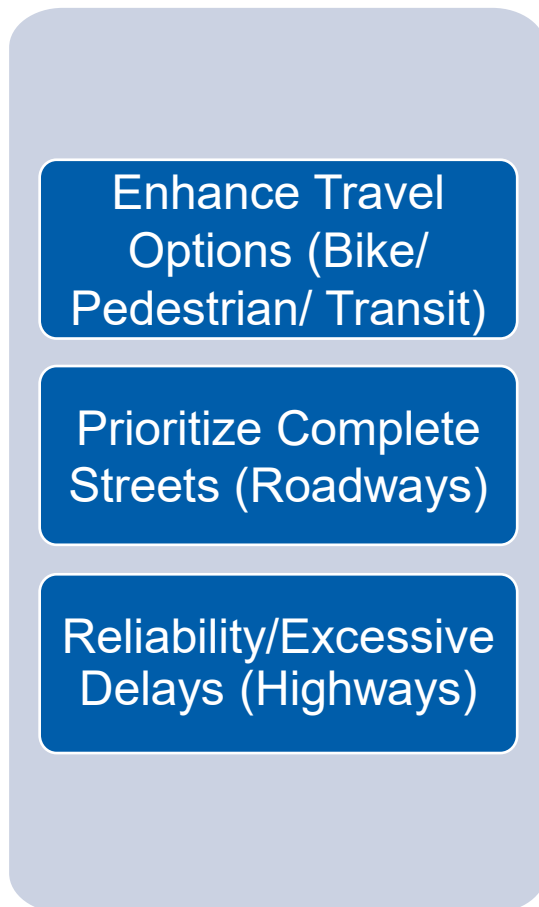 Enhance Travel
Options (Bike/
Pedestrian/ Transit)
Prioritize Complete
Streets (Roadways)
Reliability/Excessive
Delays (Highways)